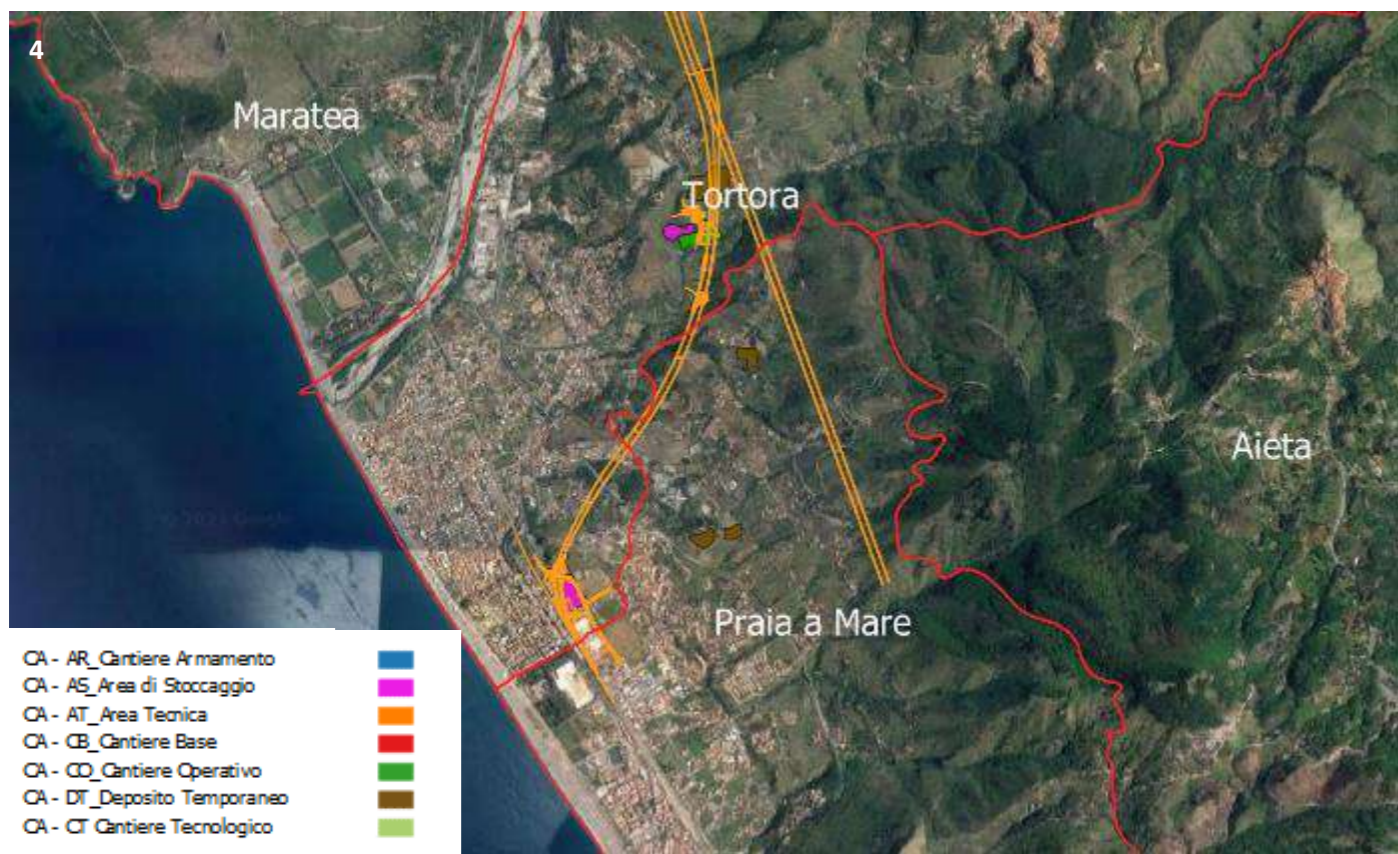 4
Maratea
Tortora
Aieta
Praia a Mare
CA - AR_Cantiere Armamento
CA - AS_Area di Stoccaggio
CA - AT_Area Tecnica
CA - CB_Cantiere Base
CA - CO_Cantiere Operativo
CA - DT_Deposito Temporaneo
CA - CT Cantiere Tecnologico